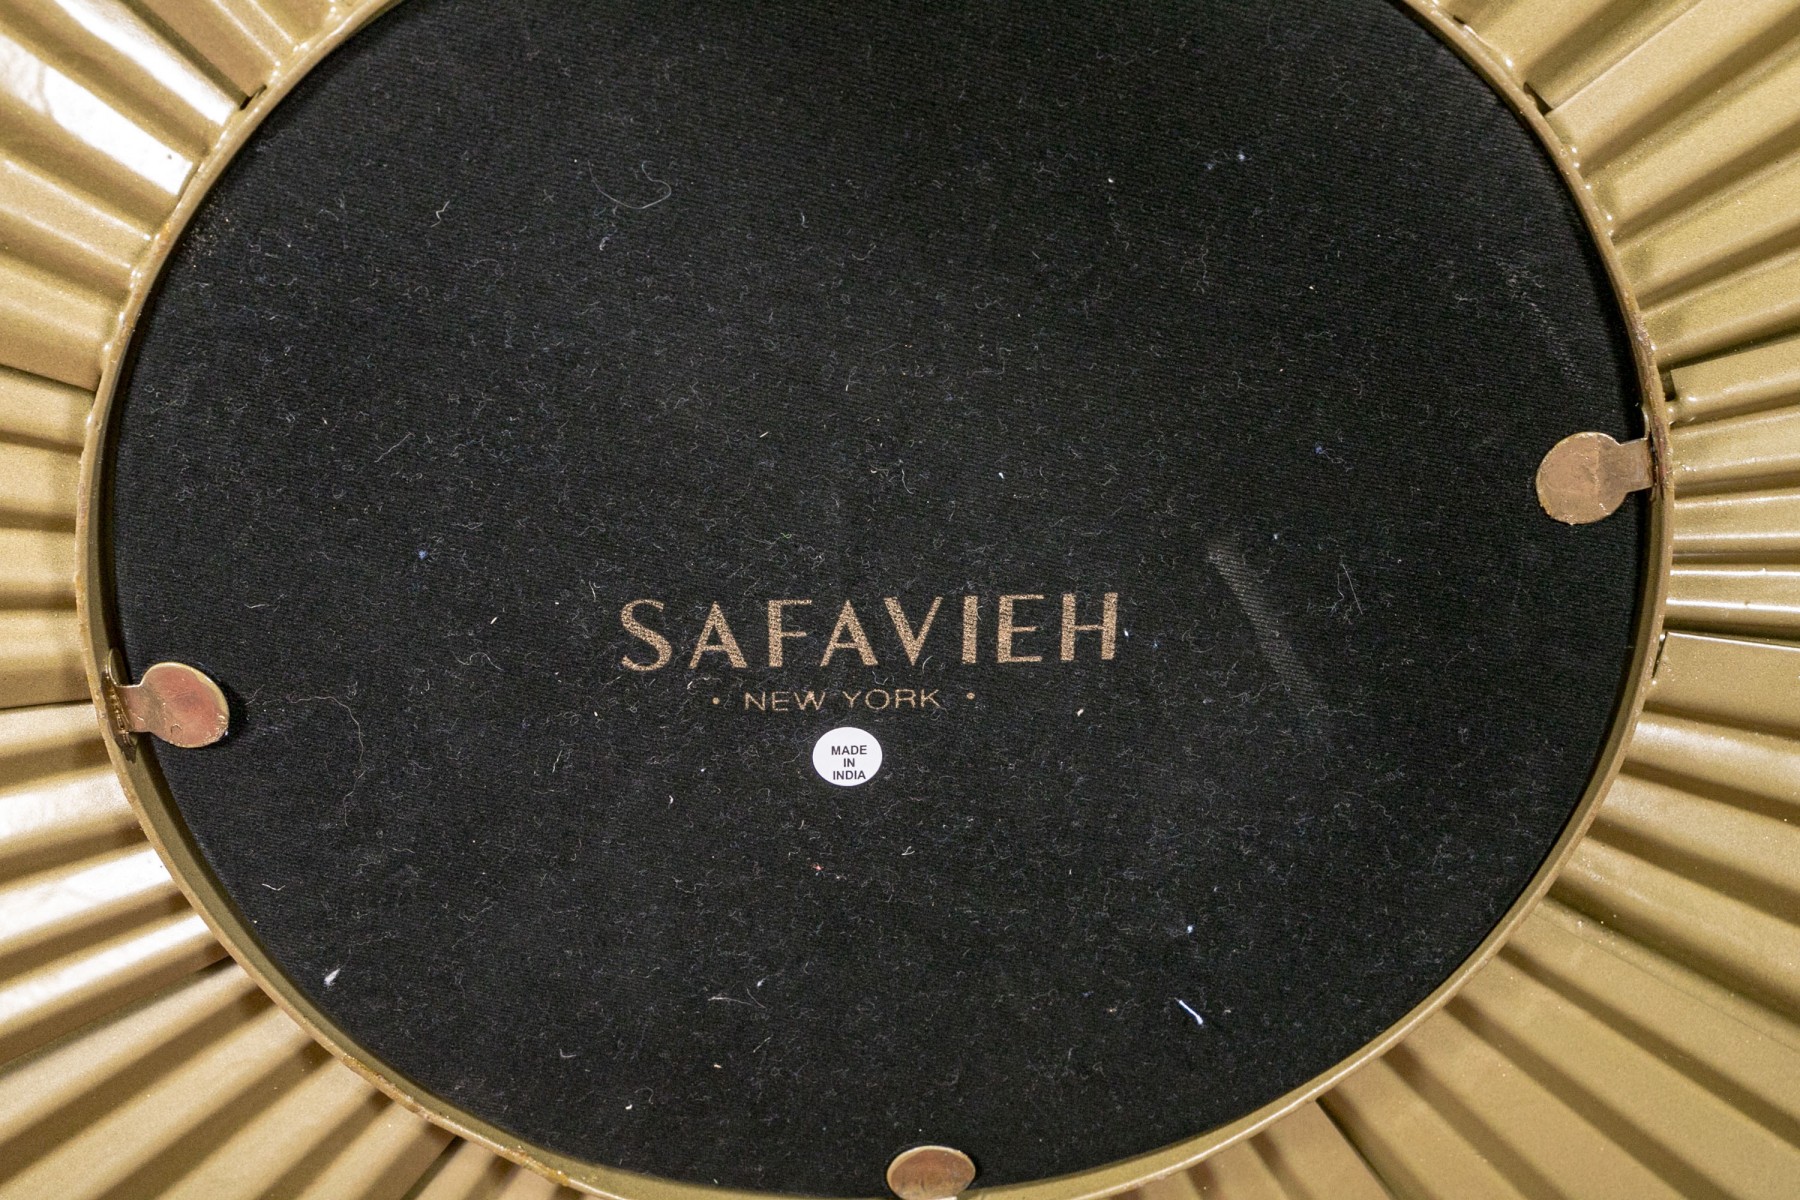 SAFAVIEH
• NEW YORK •
MADE
IN
INDIA